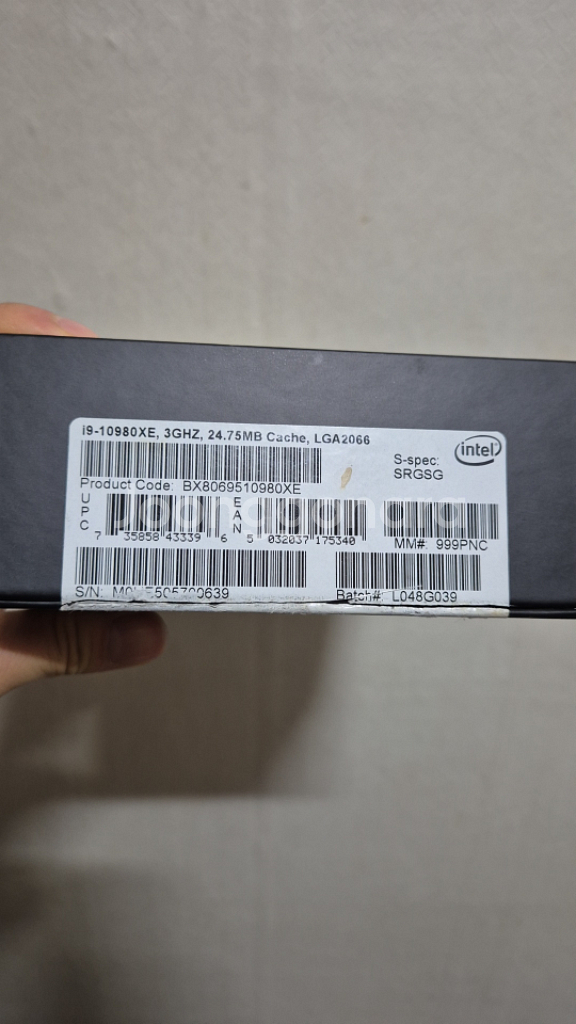 i9-10980XE, 3GHZ, 24.75MB Cache, LGA2066
intel
S-spec:
SRGSG
Product Code: BX8069510980XE
UPC
7 35858 43339 6
EAN
5 032037 175340
MM#: 999PNC
S/N:
Batch#: L048G039
Joongonara